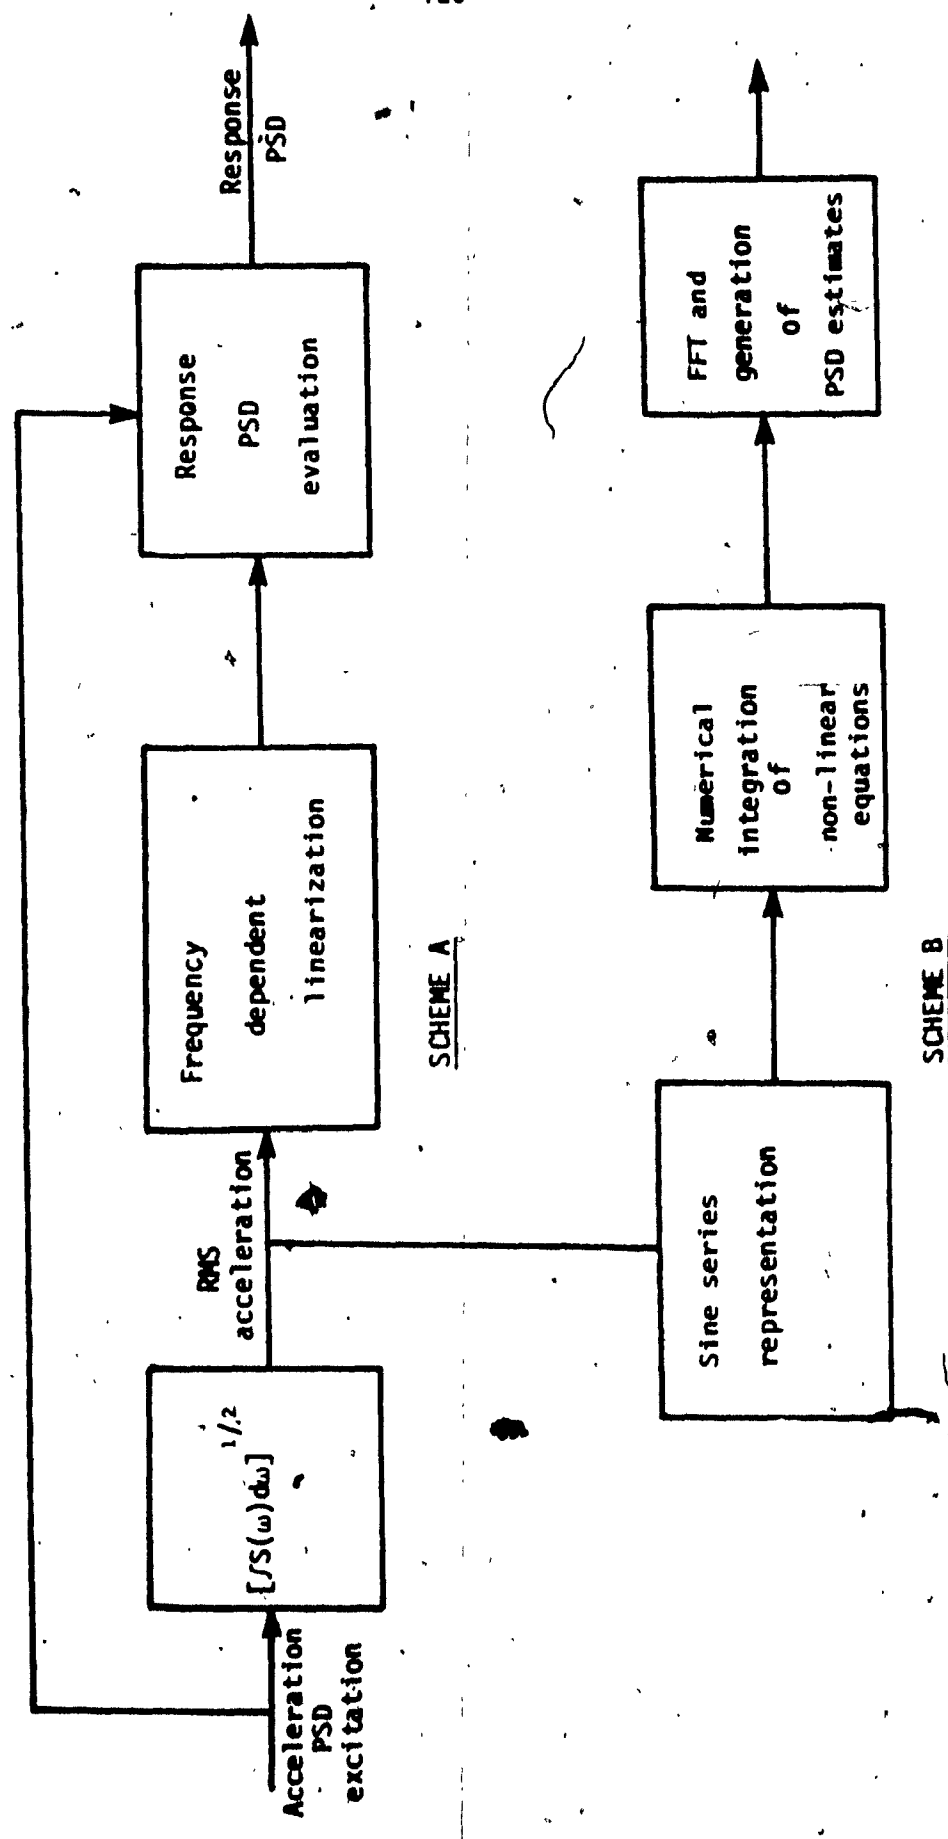 Acceleration
PSD
excitation
[∫S(ω)dω]^1/2
RMS
acceleration
Frequency
dependent
linearization
Response
PSD
evaluation
Response
PSD
SCHEME A
Sine series
representation
Numerical
integration
of
non-linear
equations
FFT and
generation
of
PSD estimates
SCHEME B